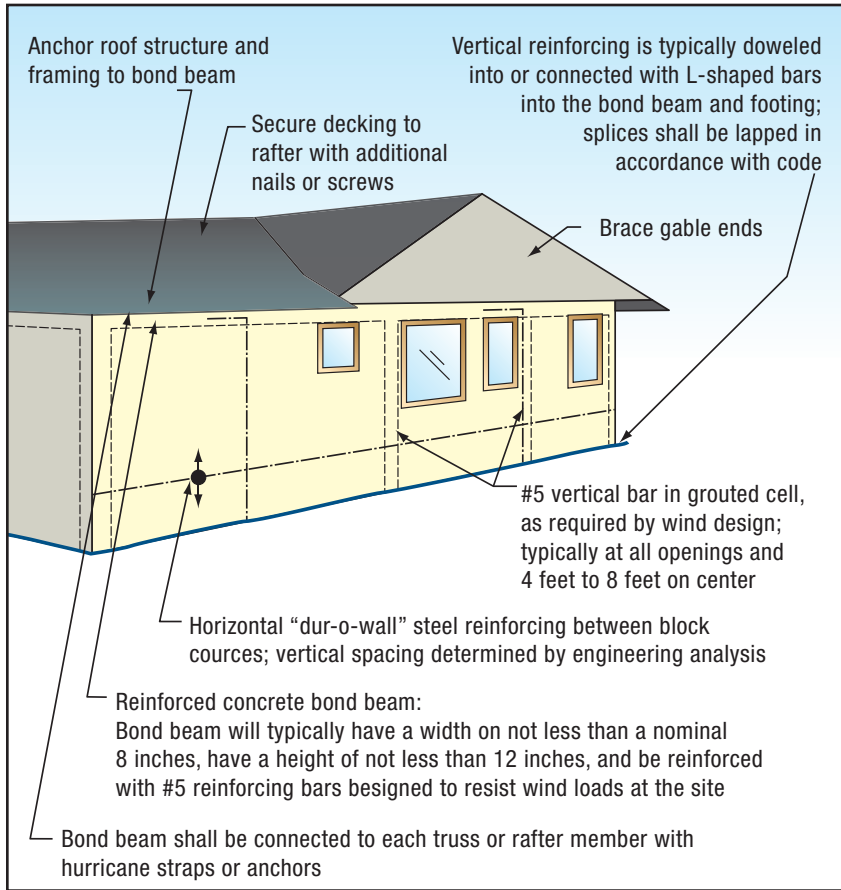 Anchor roof structure and
framing to bond beam
Secure decking to
rafter with additional
nails or screws
Vertical reinforcing is typically doweled
into or connected with L-shaped bars
into the bond beam and footing;
splices shall be lapped in
accordance with code
Brace gable ends
#5 vertical bar in grouted cell,
as required by wind design;
typically at all openings and
4 feet to 8 feet on center
Horizontal “dur-o-wall” steel reinforcing between block
cources; vertical spacing determined by engineering analysis
Reinforced concrete bond beam:
Bond beam will typically have a width on not less than a nominal
8 inches, have a height of not less than 12 inches, and be reinforced
with #5 reinforcing bars besigned to resist wind loads at the site
Bond beam shall be connected to each truss or rafter member with
hurricane straps or anchors